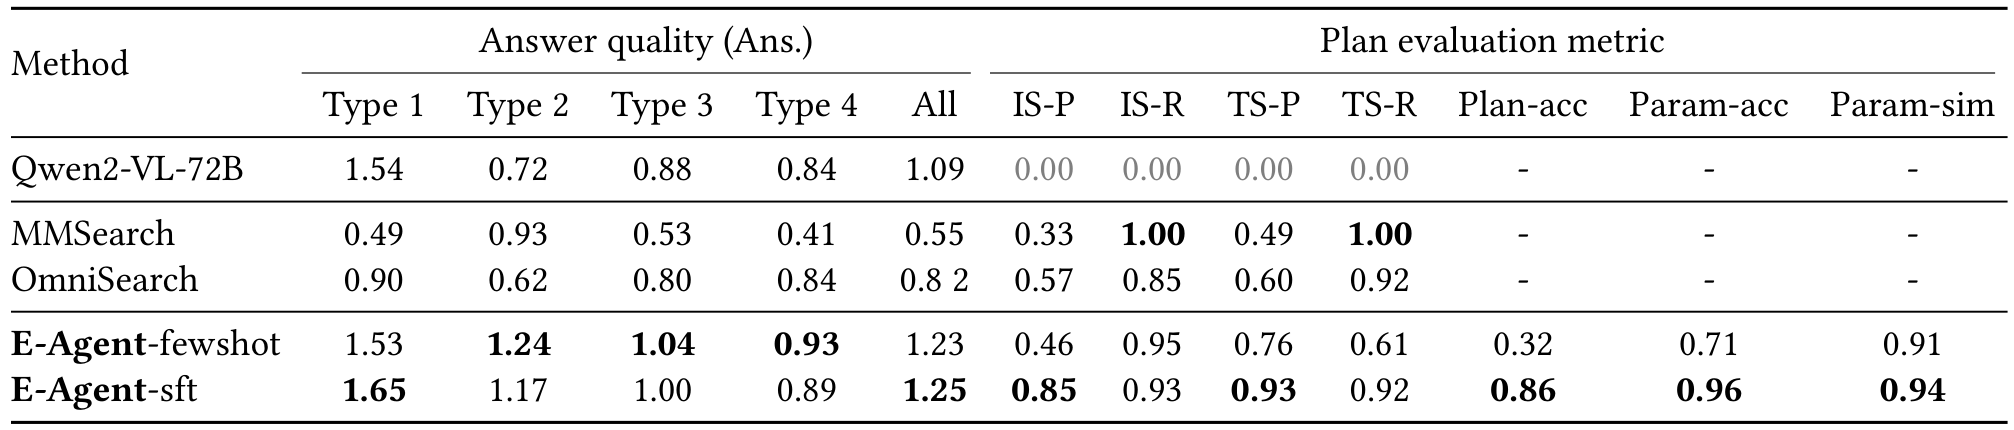 Method Answer quality (Ans.) Plan evaluation metric
Type 1 Type 2 Type 3 Type 4 All IS-P IS-R TS-P TS-R Plan-acc Param-acc Param-sim
Qwen2-VL-72B 1.54 0.72 0.88 0.84 1.09 0.00 0.00 0.00 0.00 - - -
MMSearch 0.49 0.93 0.53 0.41 0.55 0.33 1.00 0.49 1.00 - - -
OmniSearch 0.90 0.62 0.80 0.84 0.8 2 0.57 0.85 0.60 0.92 - - -
E-Agent-fewshot 1.53 1.24 1.04 0.93 1.23 0.46 0.95 0.76 0.61 0.32 0.71 0.91
E-Agent-sft 1.65 1.17 1.00 0.89 1.25 0.85 0.93 0.93 0.92 0.86 0.96 0.94